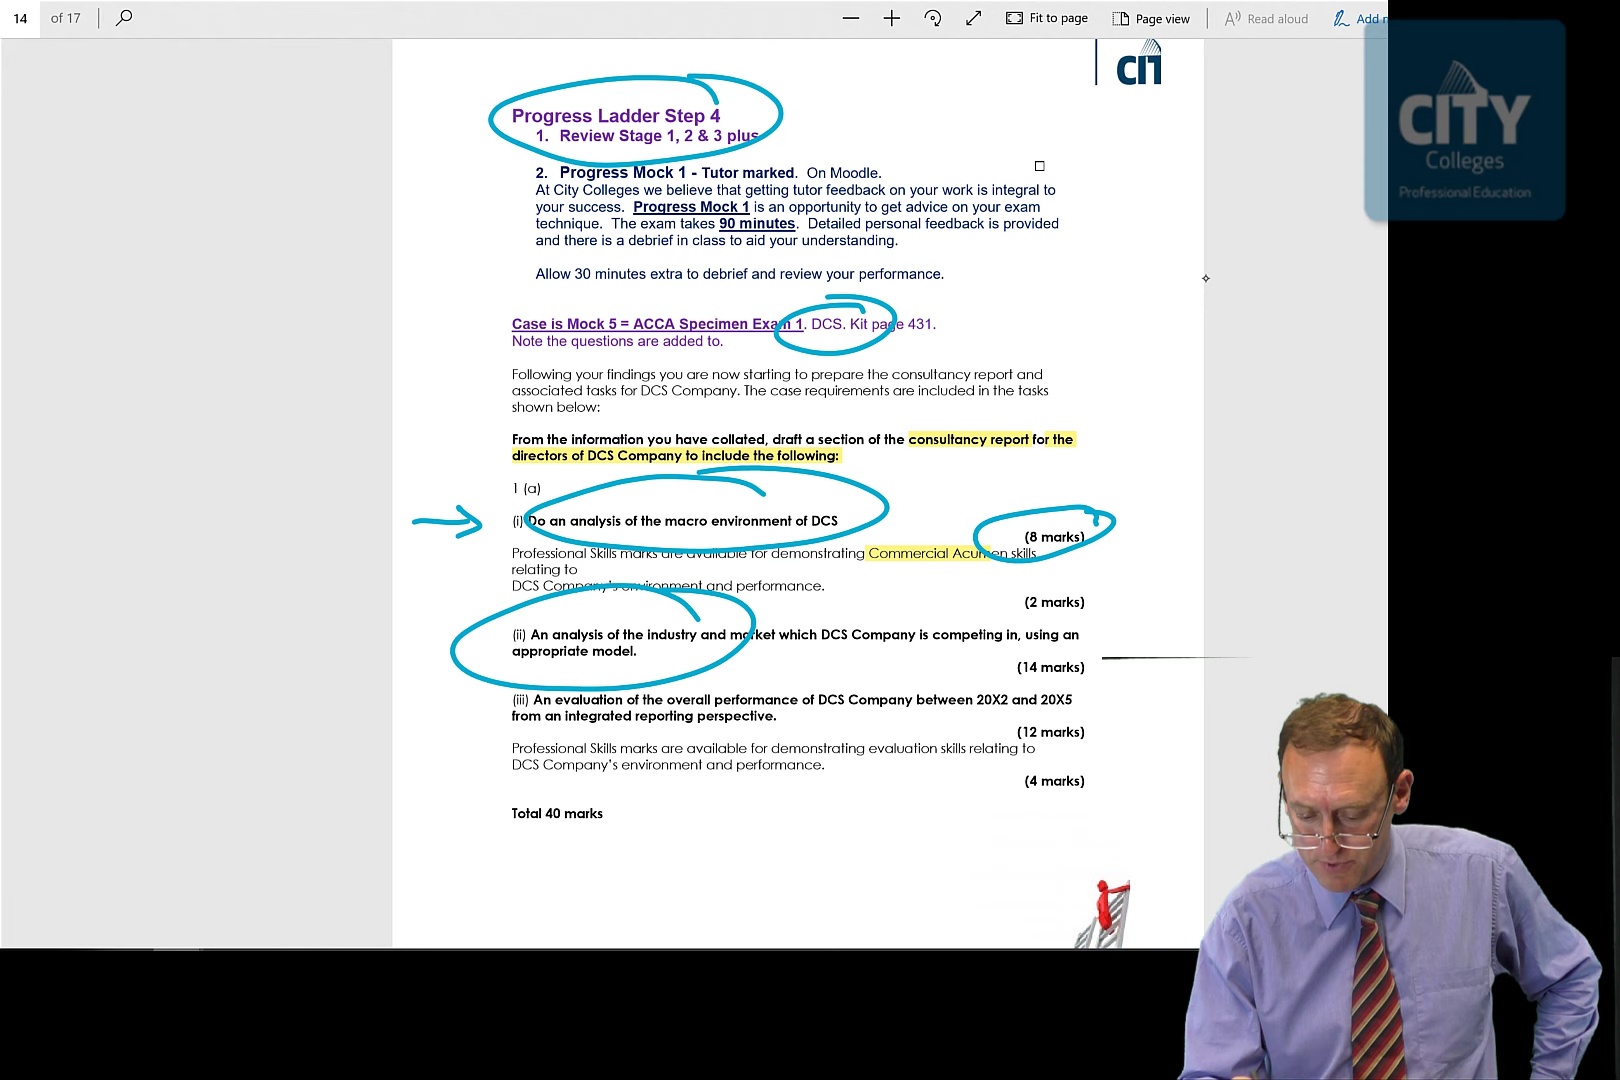 14 of 17
Fit to page
Page view
Read aloud
Add n
CIT
CITY
Colleges
Professional Education
Progress Ladder Step 4
1. Review Stage 1, 2 & 3 plus
2. Progress Mock 1 - Tutor marked. On Moodle.
At City Colleges we believe that getting tutor feedback on your work is integral to
your success. Progress Mock 1 is an opportunity to get advice on your exam
technique. The exam takes 90 minutes. Detailed personal feedback is provided
and there is a debrief in class to aid your understanding.
Allow 30 minutes extra to debrief and review your performance.
Case is Mock 5 = ACCA Specimen Exam 1. DCS. Kit page 431.
Note the questions are added to.
Following your findings you are now starting to prepare the consultancy report and
associated tasks for DCS Company. The case requirements are included in the tasks
shown below:
From the information you have collated, draft a section of the consultancy report for the
directors of DCS Company to include the following:
1 (a)
(i) Do an analysis of the macro environment of DCS
(8 marks)
Professional Skills marks are available for demonstrating Commercial Acumen skills
relating to
DCS Company's environment and performance.
(2 marks)
(ii) An analysis of the industry and market which DCS Company is competing in, using an
appropriate model.
(14 marks)
(iii) An evaluation of the overall performance of DCS Company between 20X2 and 20X5
from an integrated reporting perspective.
(12 marks)
Professional Skills marks are available for demonstrating evaluation skills relating to
DCS Company's environment and performance.
(4 marks)
Total 40 marks